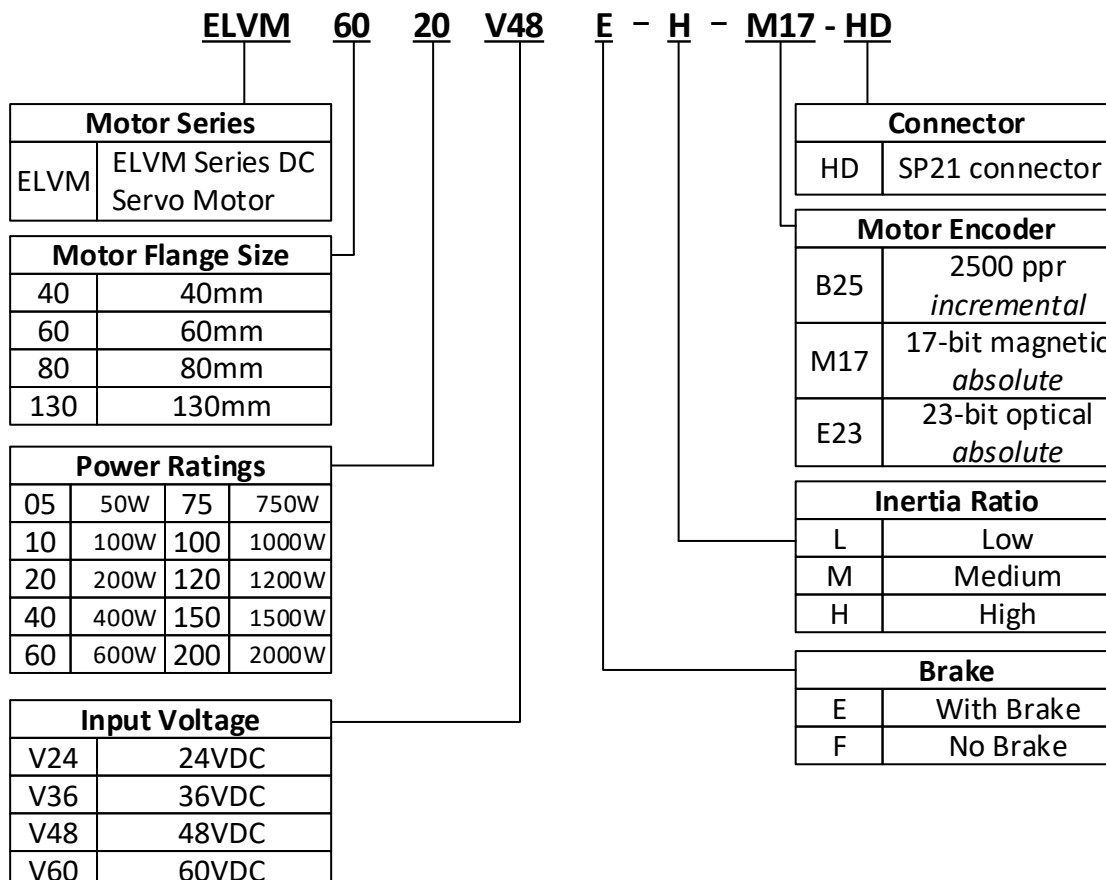 ELVM 60 20 V48 E – H – M17 - HD
Motor Series
ELVM ELVM Series DC
Servo Motor
Motor Flange Size
40 40mm
60 60mm
80 80mm
130 130mm
Power Ratings
05 50W 75 750W
10 100W 100 1000W
20 200W 120 1200W
40 400W 150 1500W
60 600W 200 2000W
Input Voltage
V24 24VDC
V36 36VDC
V48 48VDC
V60 60VDC
Connector
HD SP21 connector
Motor Encoder
B25 2500 ppr
incremental
M17 17-bit magnetic
absolute
E23 23-bit optical
absolute
Inertia Ratio
L Low
M Medium
H High
Brake
E With Brake
F No Brake